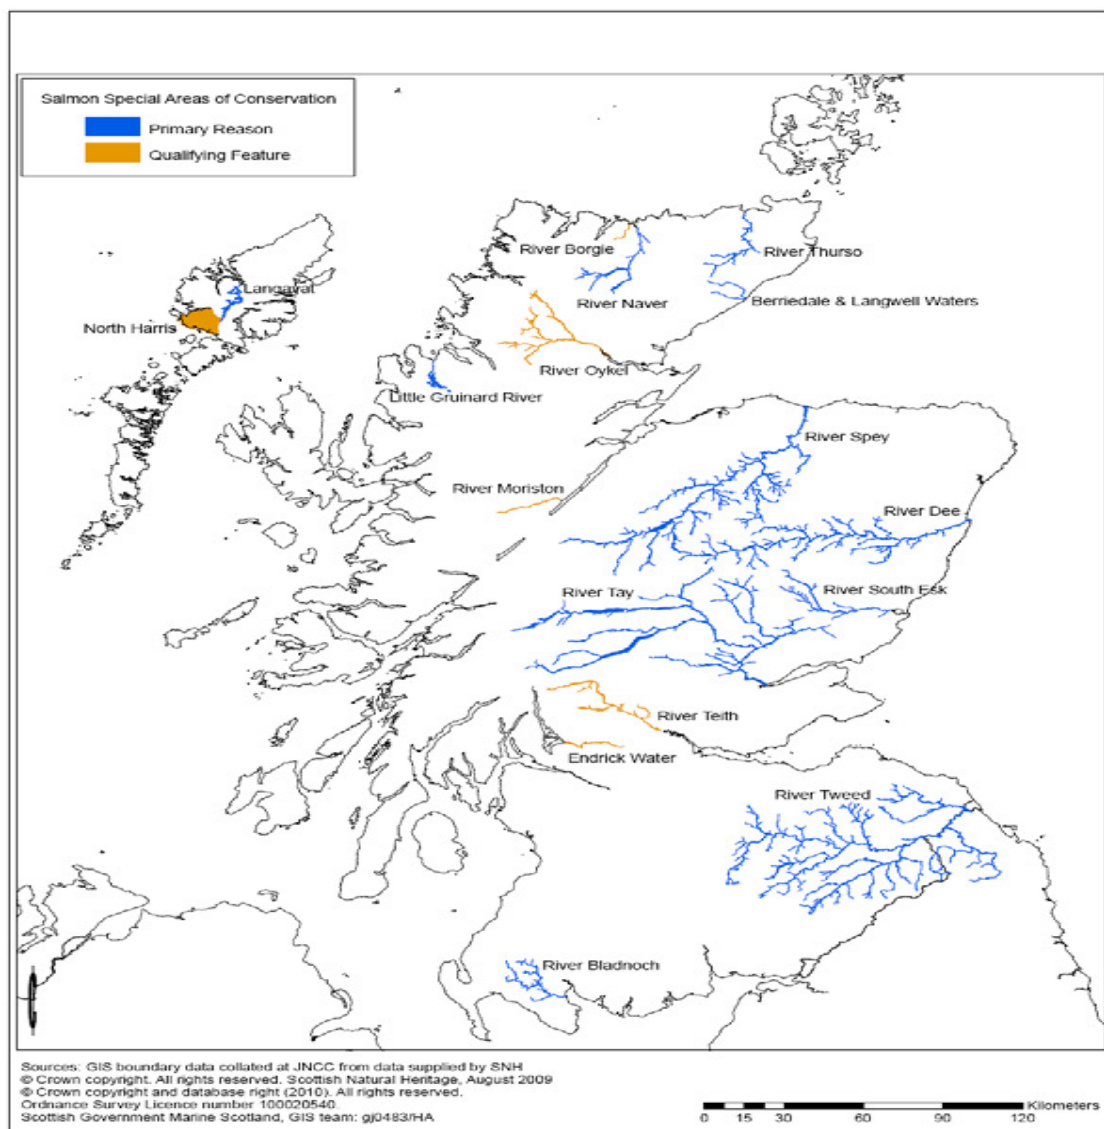 Salmon Special Areas of Conservation
Primary Reason
Qualifying Feature
River Borgie
River Thurso
Langavat
River Naver
Berriedale & Langwell Waters
North Harris
River Oykel
Little Gruinard River
River Spey
River Moriston
River Dee
River Tay
River South Esk
River Teith
Endrick Water
River Tweed
River Bladnoch
Sources: GIS boundary data collated at JNCC from data supplied by SNH
© Crown copyright. All rights reserved. Scottish Natural Heritage, August 2009
© Crown copyright and database right (2010). All rights reserved.
Ordnance Survey Licence number 100020540.
Scottish Government Marine Scotland, GIS team: gj0483/HA
Kilometers
0 15 30 60 90 120